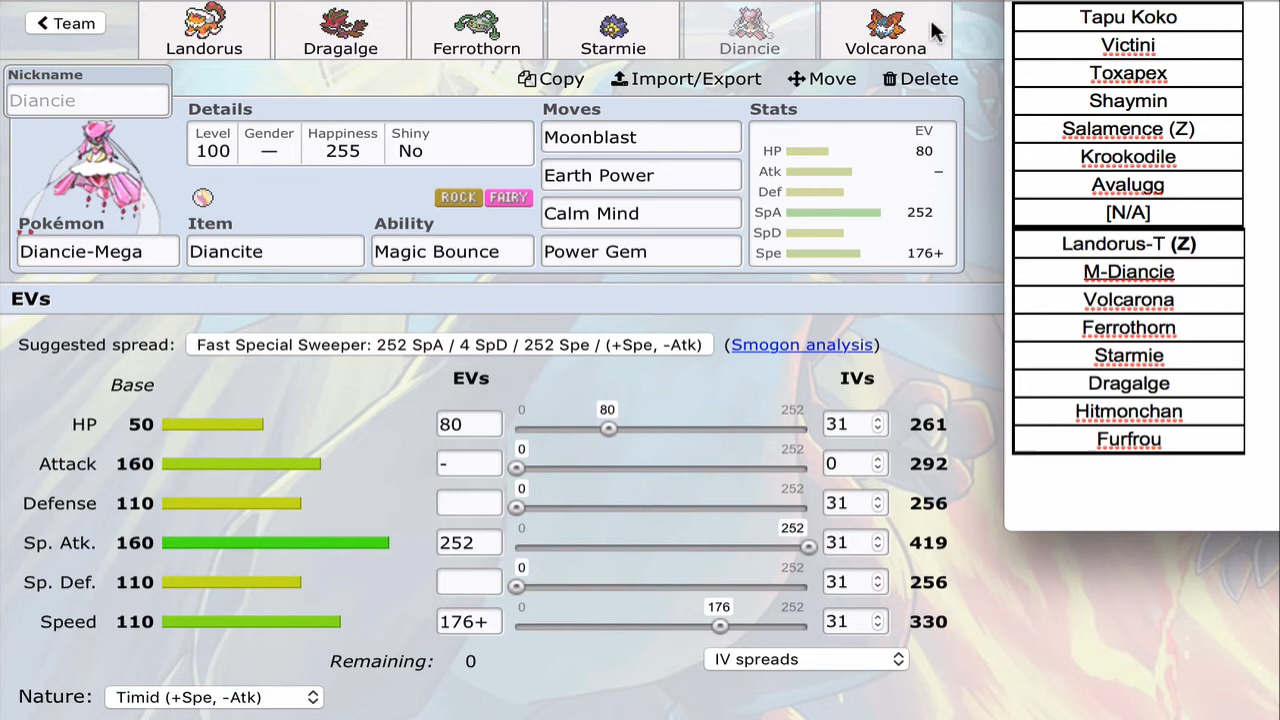 Team
Landorus
Dragalge
Ferrothorn
Starmie
Diancie
Volcarona
Nickname
Diancie
Copy
Import/Export
Move
Delete
Details
Level
100
Gender
—
Happiness
255
Shiny
No
ROCK
FAIRY
Pokémon
Diancie-Mega
Item
Diancite
Ability
Magic Bounce
Moves
Moonblast
Earth Power
Calm Mind
Power Gem
Stats
EV
HP 80
Atk –
Def
SpA 252
SpD
Spe 176+
EVs
Suggested spread: Fast Special Sweeper: 252 SpA / 4 SpD / 252 Spe / (+Spe, -Atk) (Smogon analysis)
Base EVs IVs
HP 50 80 0 80 252 31 261
Attack 160 - 0 252 0 292
Defense 110 0 252 31 256
Sp. Atk. 160 252 0 252 31 419
Sp. Def. 110 0 252 31 256
Speed 110 176+ 0 176 252 31 330
Remaining: 0
IV spreads
Nature: Timid (+Spe, -Atk)
Tapu Koko
Victini
Toxapex
Shaymin
Salamence (Z)
Krookodile
Avalugg
[N/A]
Landorus-T (Z)
M-Diancie
Volcarona
Ferrothorn
Starmie
Dragalge
Hitmonchan
Furfrou